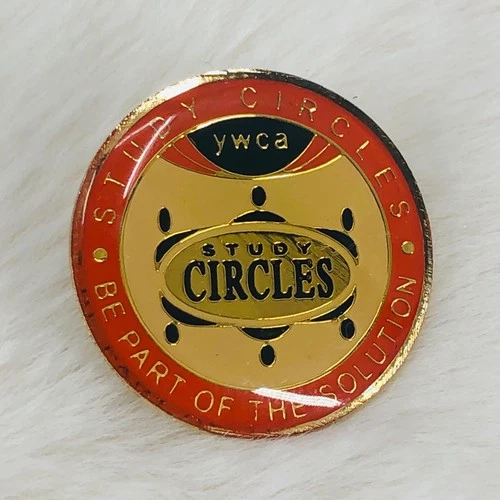 STUDY CIRCLES
ywca
STUDY
CIRCLES
BE PART OF THE SOLUTION